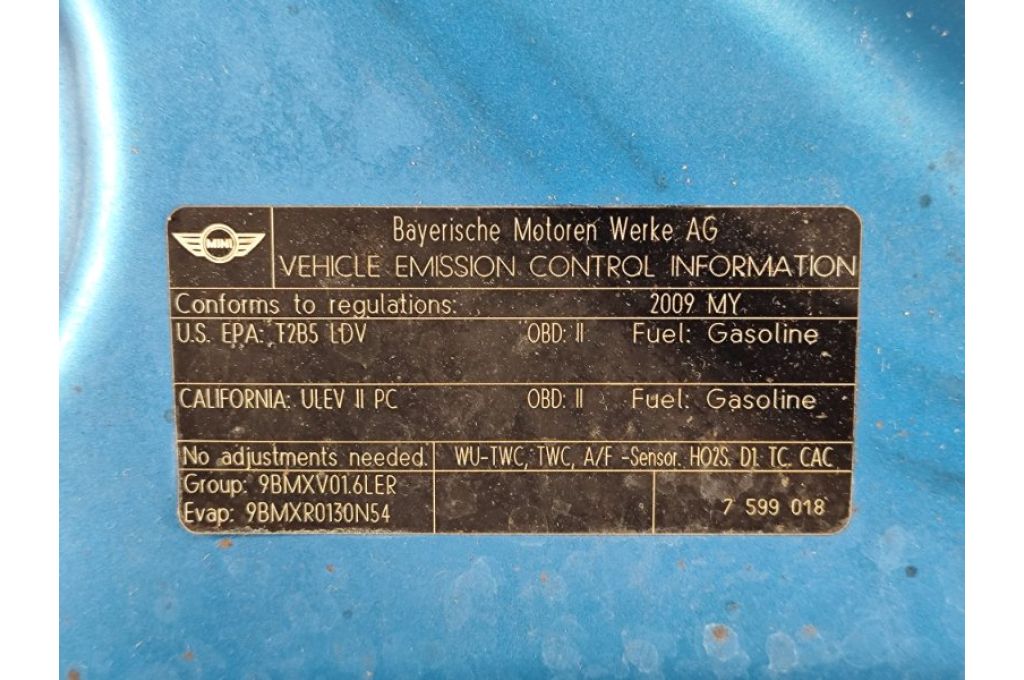 MINI
Bayerische Motoren Werke AG
VEHICLE EMISSION CONTROL INFORMATION
Conforms to regulations: 2009 MY
U.S. EPA: T2B5 LDV OBD: II Fuel: Gasoline
CALIFORNIA: ULEV II PC OBD: II Fuel: Gasoline
No adjustments needed. WU-TWC, TWC, A/F -Sensor. HO2S. D1. TC. CAC
Group: 9BMXV01.6LER
Evap: 9BMXR0130N54 7 599 018